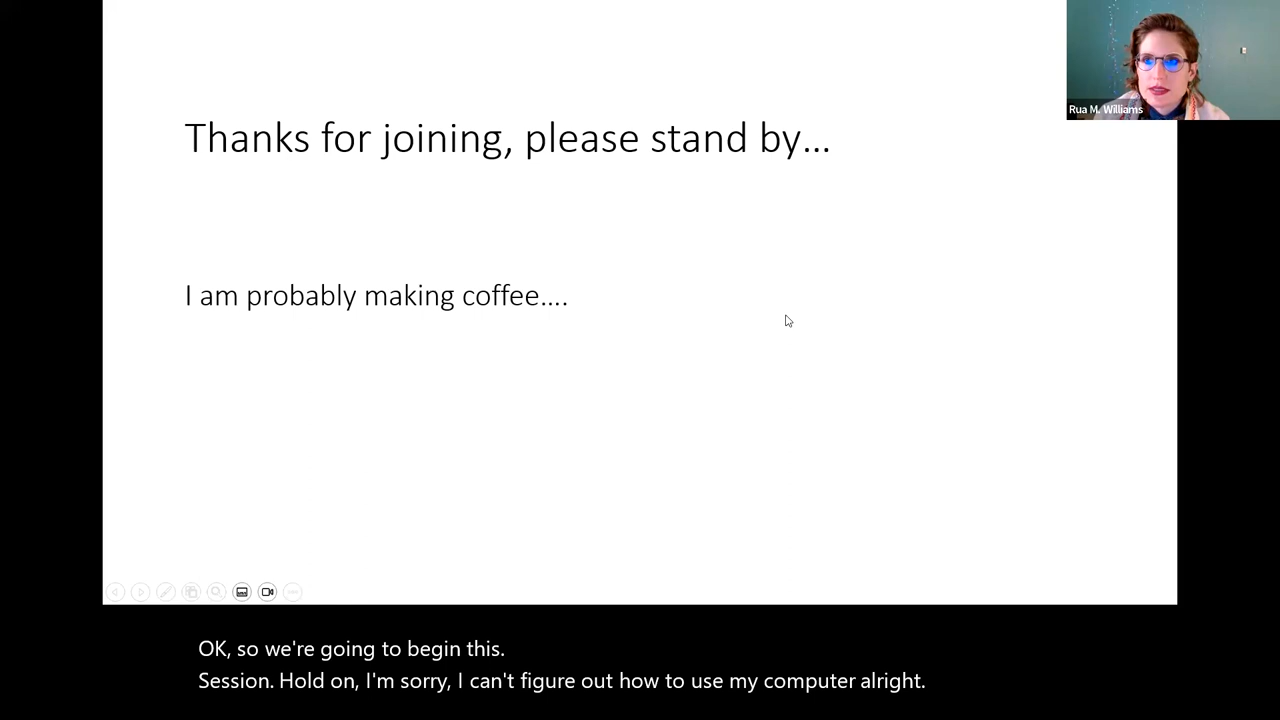 Thanks for joining, please stand by...
I am probably making coffee....
Rua M. Williams
OK, so we're going to begin this.
Session. Hold on, I'm sorry, I can't figure out how to use my computer alright.